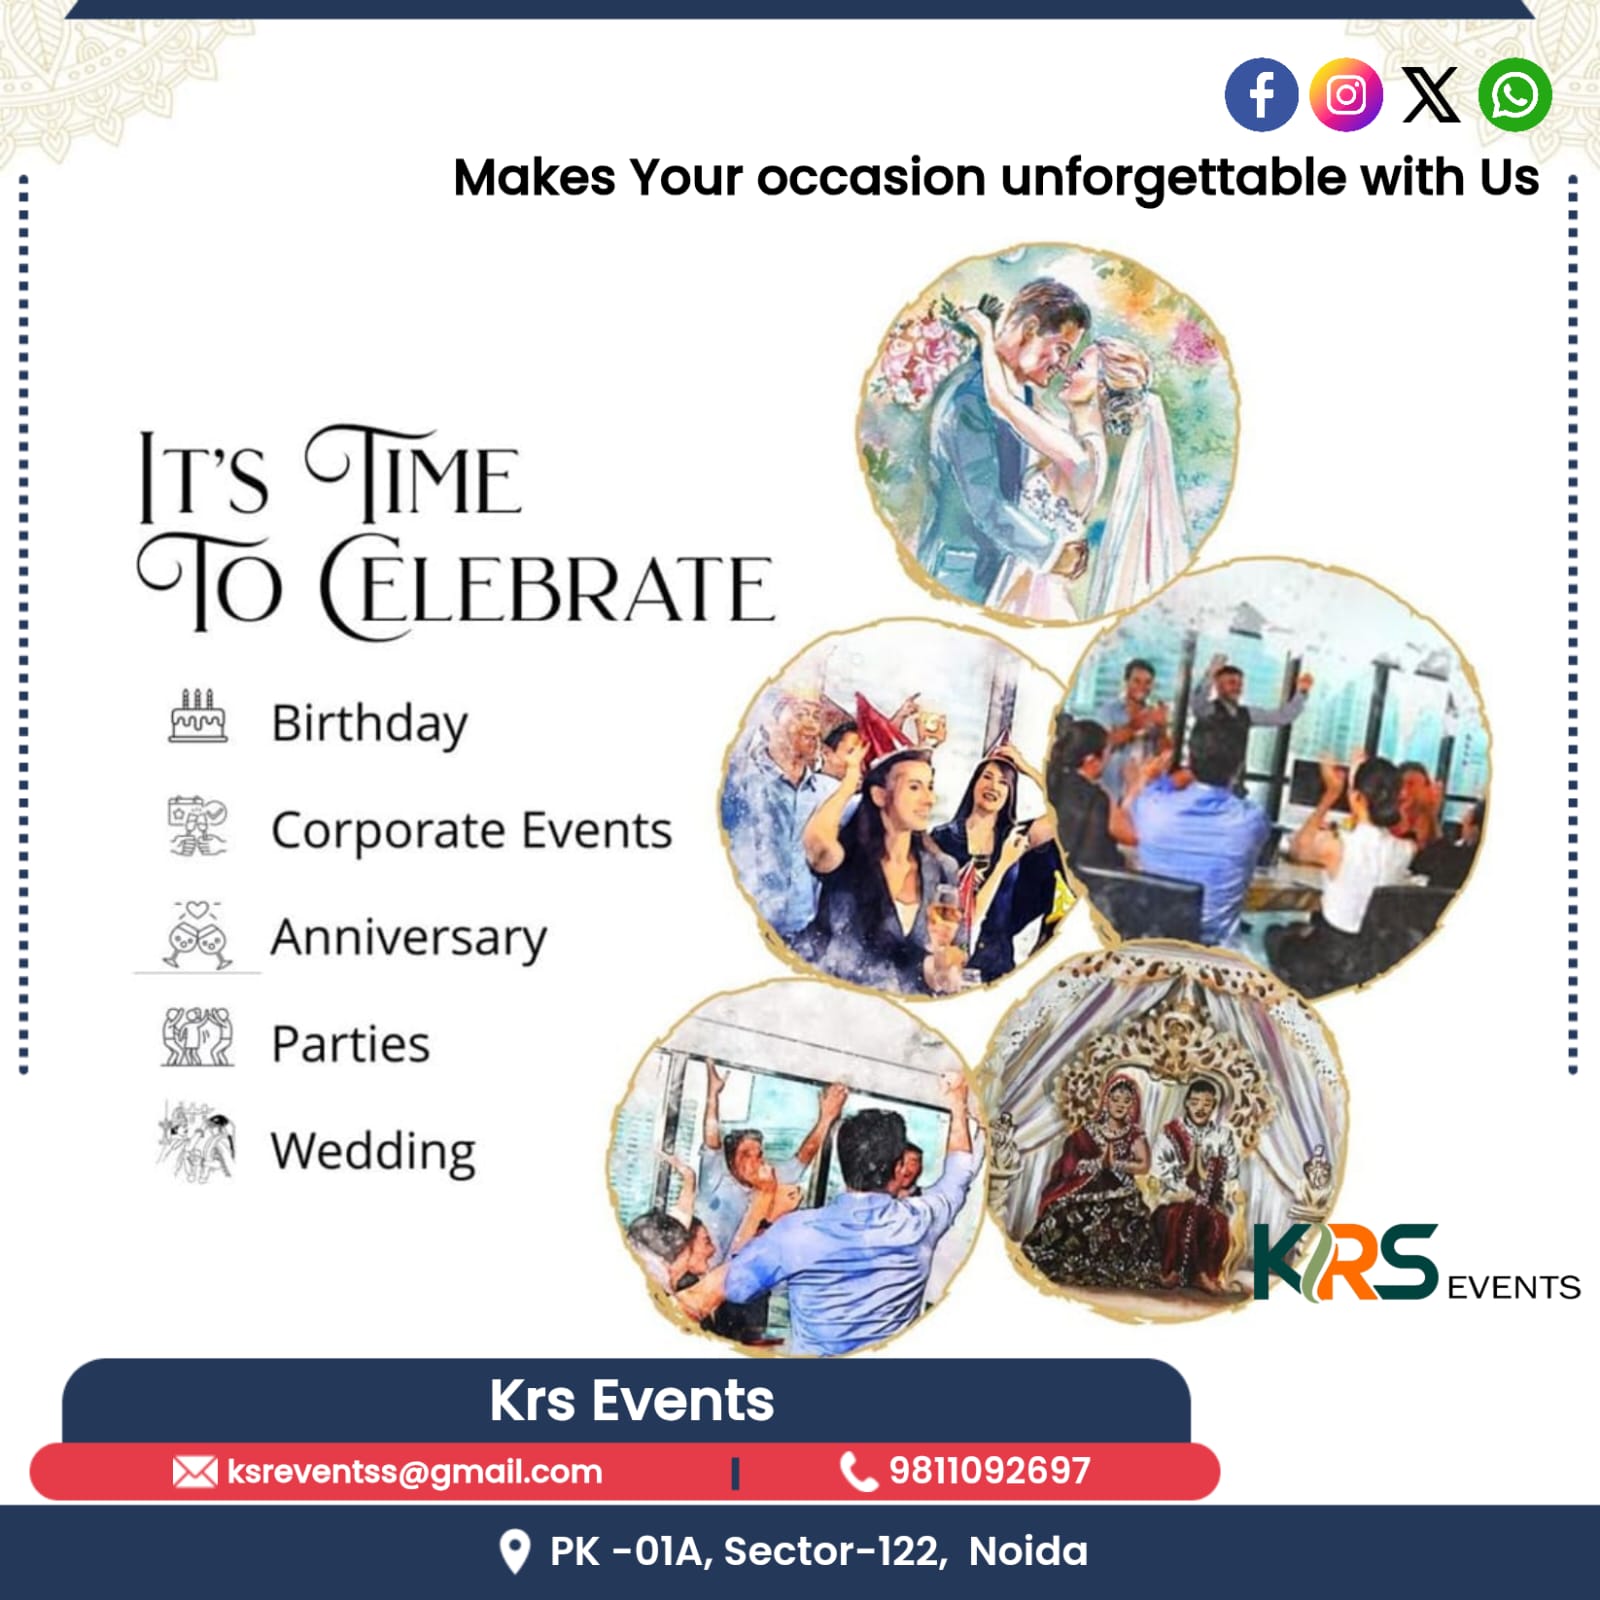 Makes Your occasion unforgettable with Us
It's Time
To Celebrate
Birthday
Corporate Events
Anniversary
Parties
Wedding
KRS EVENTS
Krs Events
ksreventss@gmail.com | 9811092697
PK -01A, Sector-122, Noida